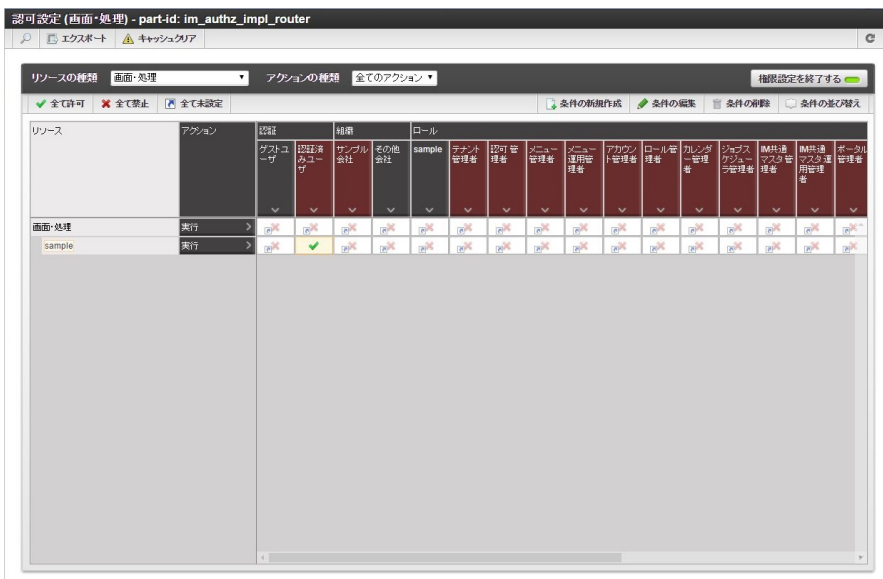 認可設定 (画面・処理) - part-id: im_authz_impl_router
エクスポート キャッシュクリア
リソースの種類 画面・処理 アクションの種類 全てのアクション 権限設定を終了する
全て許可 全て禁止 全て未設定 条件の新規作成 条件の編集 条件の削除 条件の並び替え
リソース アクション 認証 組織 ロール
ゲストユーザ 認証済みユーザ サンプル会社 その他会社 sample テナント管理者 認可管理者 メニュー管理者 メニュー運用管理者 アカウント管理者 ロール管理者 カレンダー管理者 ジョブスケジューラ管理者 IM共通マスタ管理者 IM共通マスタ運用管理者 ポータル管理者
画面・処理 実行
sample 実行